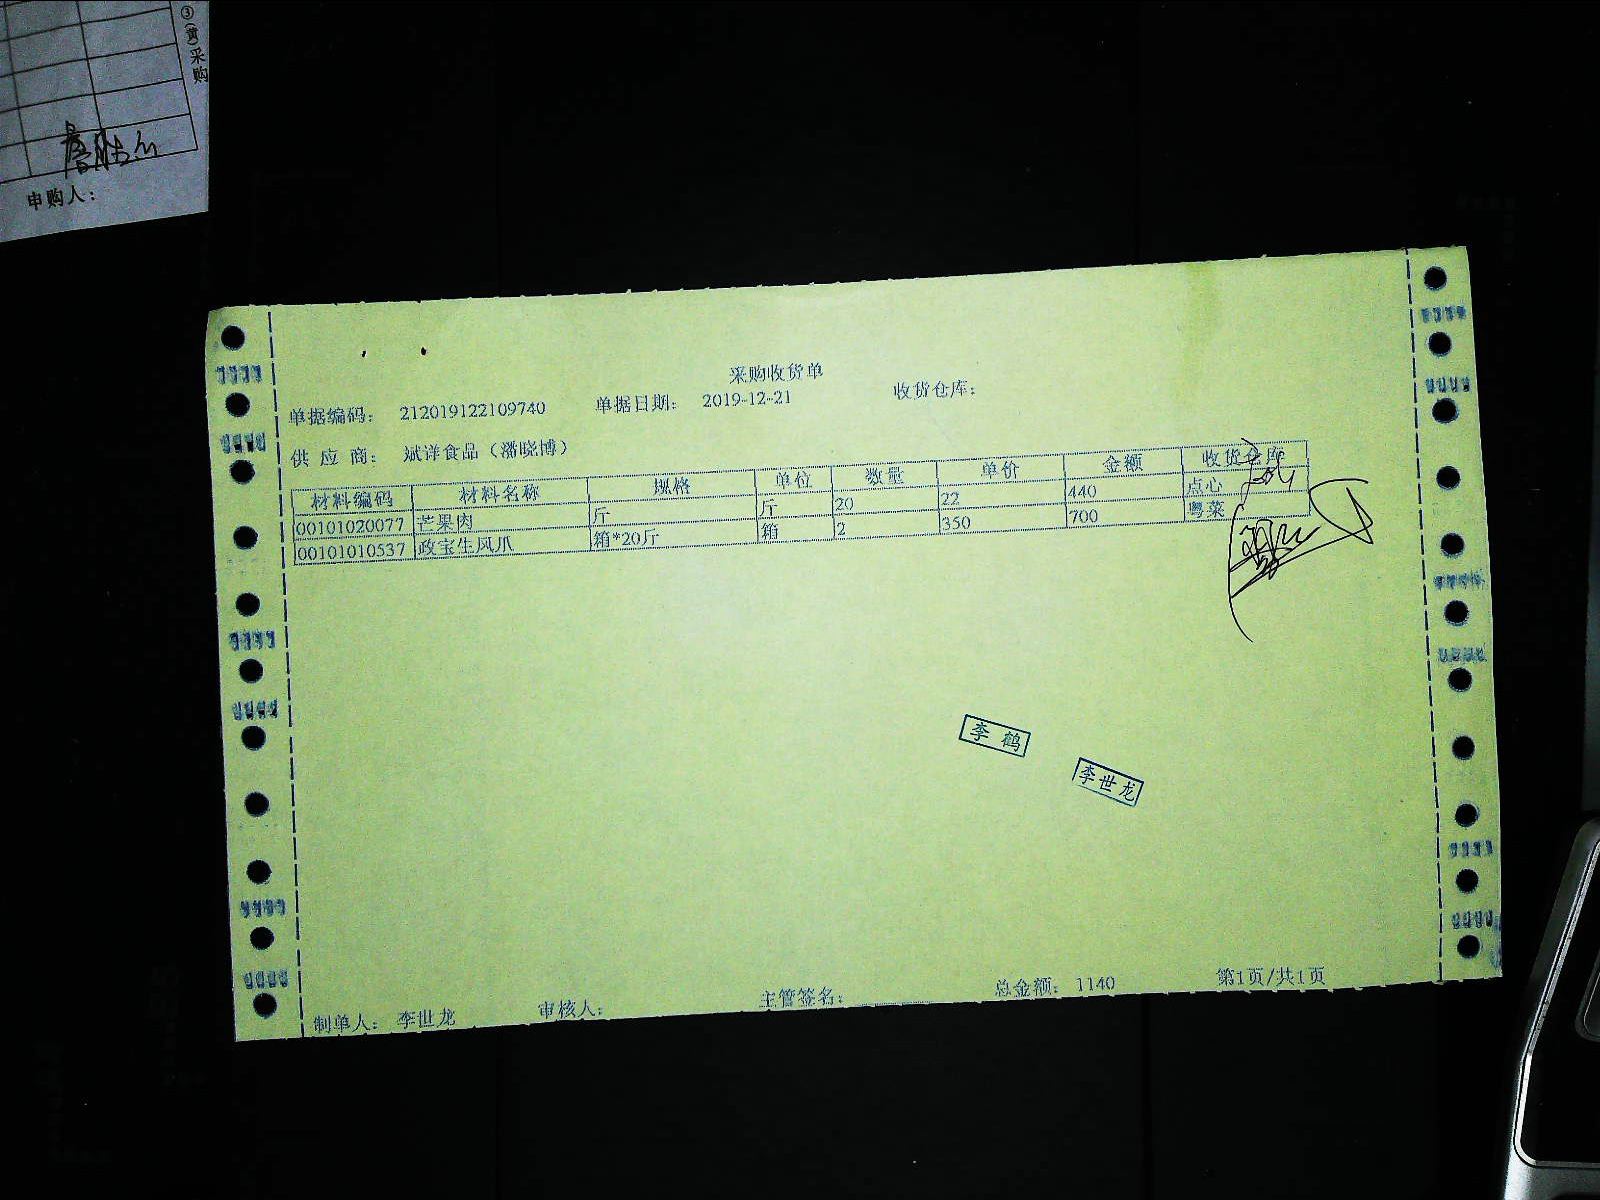 ③(黄)采购
申购人：
采购收货单
单据编码： 212019122109740 单据日期： 2019-12-21 收货仓库：
供 应 商： 斌洋食品（潘晓博）
材料编码 材料名称 规格 单位 数量 单价 金额 收货仓库
00101020077 芒果肉 斤 斤 20 22 440 点心
00101010537 政宝生凤爪 箱*20斤 箱 2 350 700 粤菜
李 鹤
李世龙
制单人： 李世龙 审核人： 主管签名： 总金额： 1140 第1页/共1页